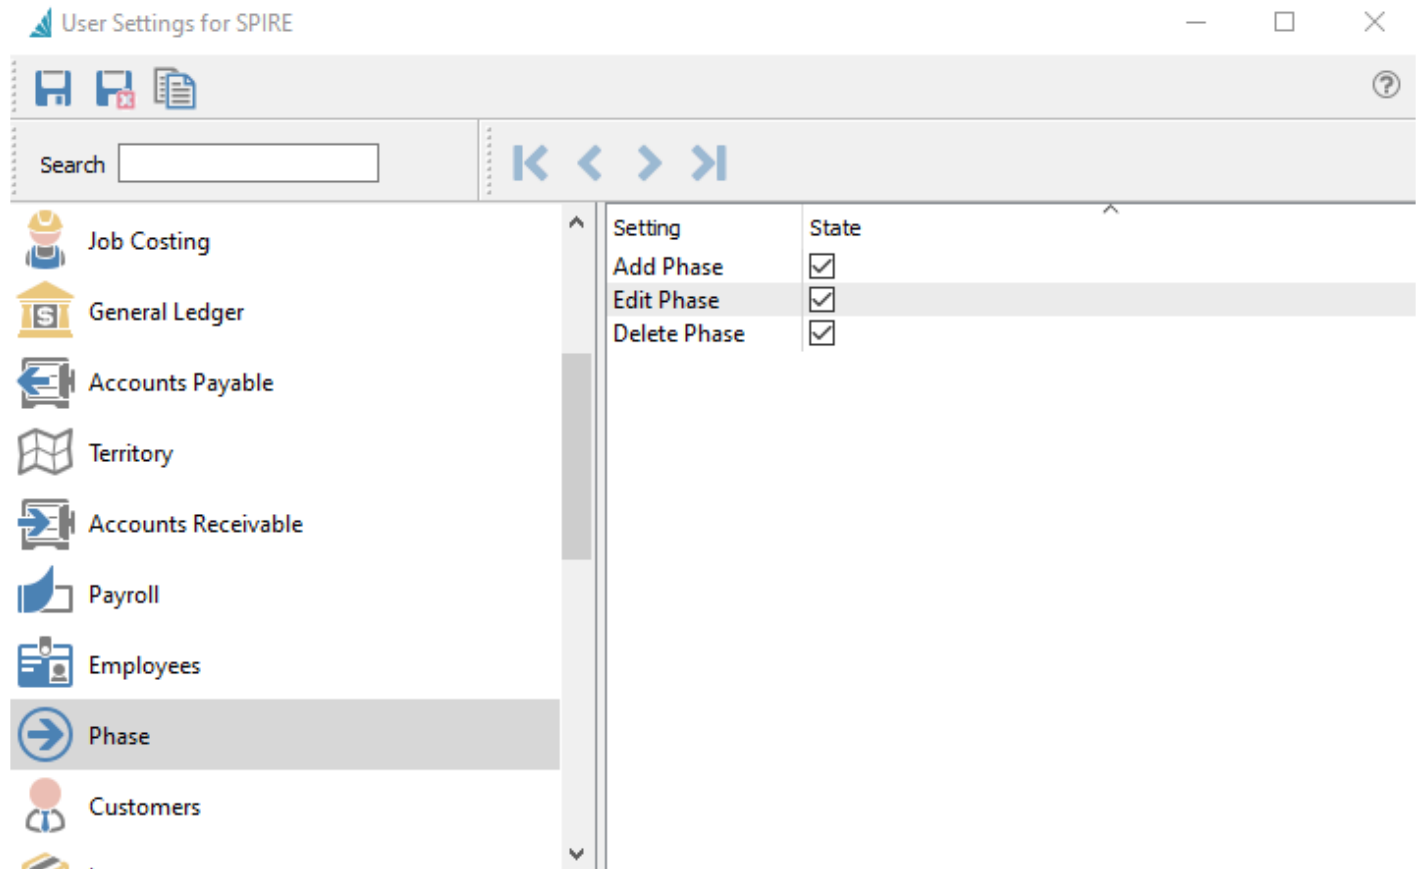 User Settings for SPIRE
Search
Job Costing
General Ledger
Accounts Payable
Territory
Accounts Receivable
Payroll
Employees
Phase
Customers
Setting State
Add Phase
Edit Phase
Delete Phase